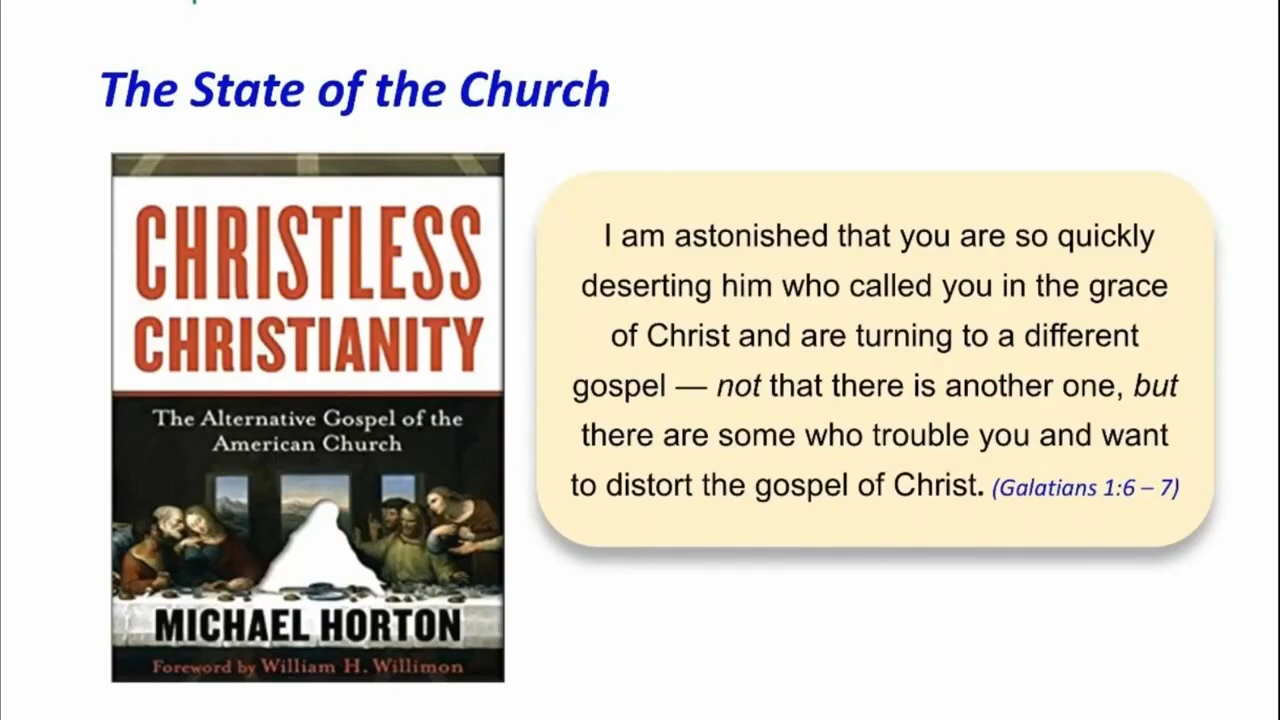 The State of the Church
CHRISTLESS
CHRISTIANITY
The Alternative Gospel of the
American Church
MICHAEL HORTON
Foreword by William H. Willimon
I am astonished that you are so quickly
deserting him who called you in the grace
of Christ and are turning to a different
gospel — not that there is another one, but
there are some who trouble you and want
to distort the gospel of Christ. (Galatians 1:6 – 7)